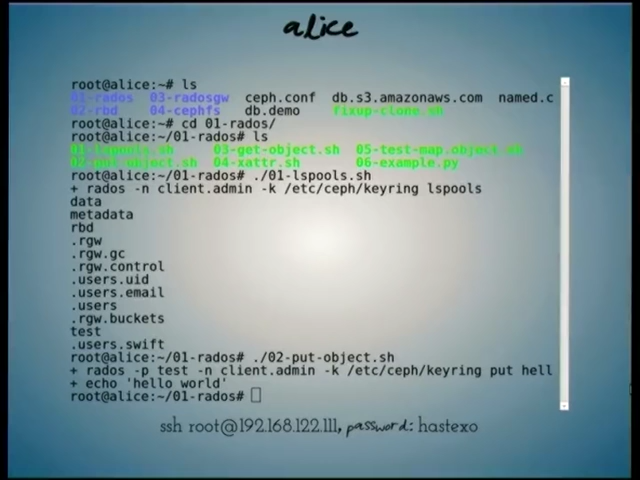 alice
root@alice:~# ls
01-rados 03-radosgw ceph.conf db.s3.amazonaws.com named.c
02-rbd 04-cephfs db.demo fixup-clone.sh
root@alice:~# cd 01-rados/
root@alice:~/01-rados# ls
01-lspools.sh 03-get-object.sh 05-test-map.object.sh
02-put-object.sh 04-xattr.sh 06-example.py
root@alice:~/01-rados# ./01-lspools.sh
+ rados -n client.admin -k /etc/ceph/keyring lspools
data
metadata
rbd
.rgw
.rgw.gc
.rgw.control
.users.uid
.users.email
.users
.rgw.buckets
test
.users.swift
root@alice:~/01-rados# ./02-put-object.sh
+ rados -p test -n client.admin -k /etc/ceph/keyring put hell
+ echo 'hello world'
root@alice:~/01-rados#
ssh root@192.168.122.111, password: hastexo